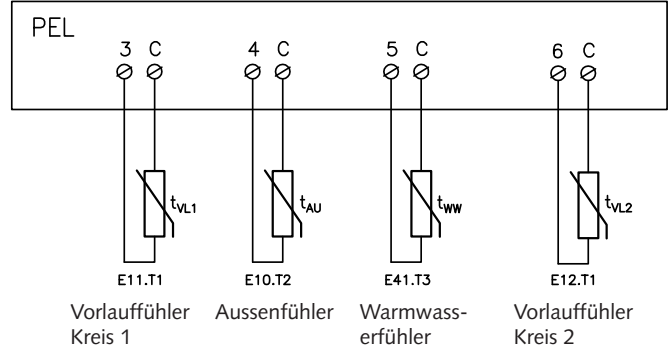 PEL
3 C 4 C 5 C 6 C
tVL1 tAU tWW tVL2
E11.T1 E10.T2 E41.T3 E12.T1
Vorlauffühler Aussenfühler Warmwass- Vorlauffühler
Kreis 1 erfühler Kreis 2